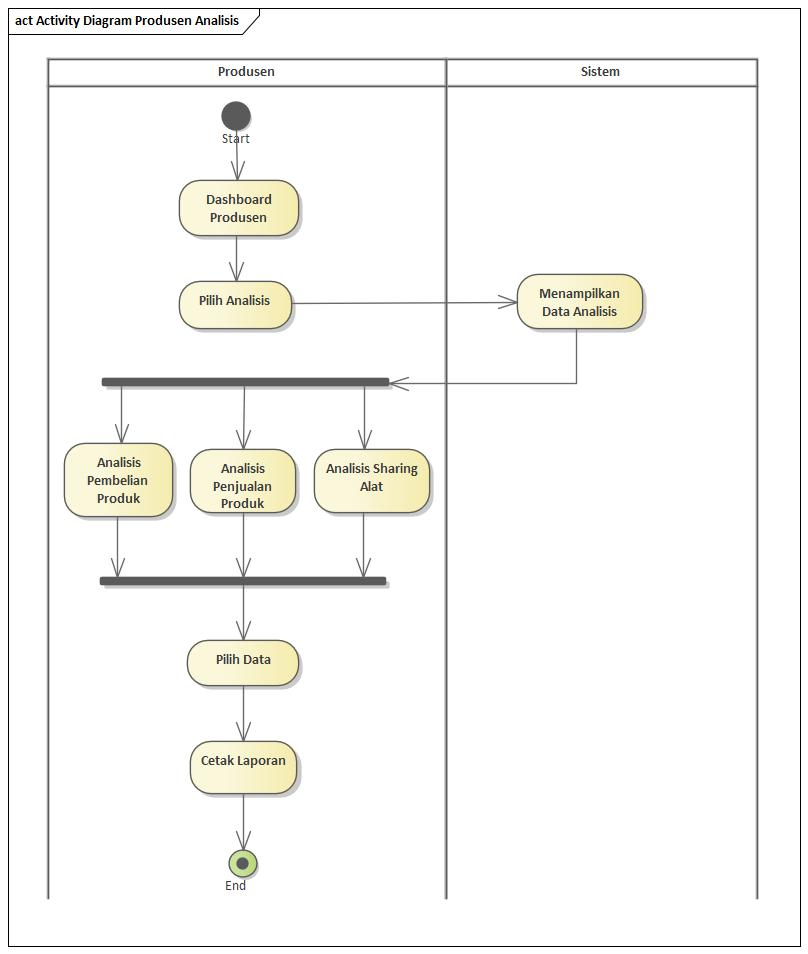 act Activity Diagram Produsen Analisis
Produsen
Sistem
Start
Dashboard
Produsen
Pilih Analisis
Menampilkan
Data Analisis
Analisis
Pembelian
Produk
Analisis
Penjualan
Produk
Analisis Sharing
Alat
Pilih Data
Cetak Laporan
End